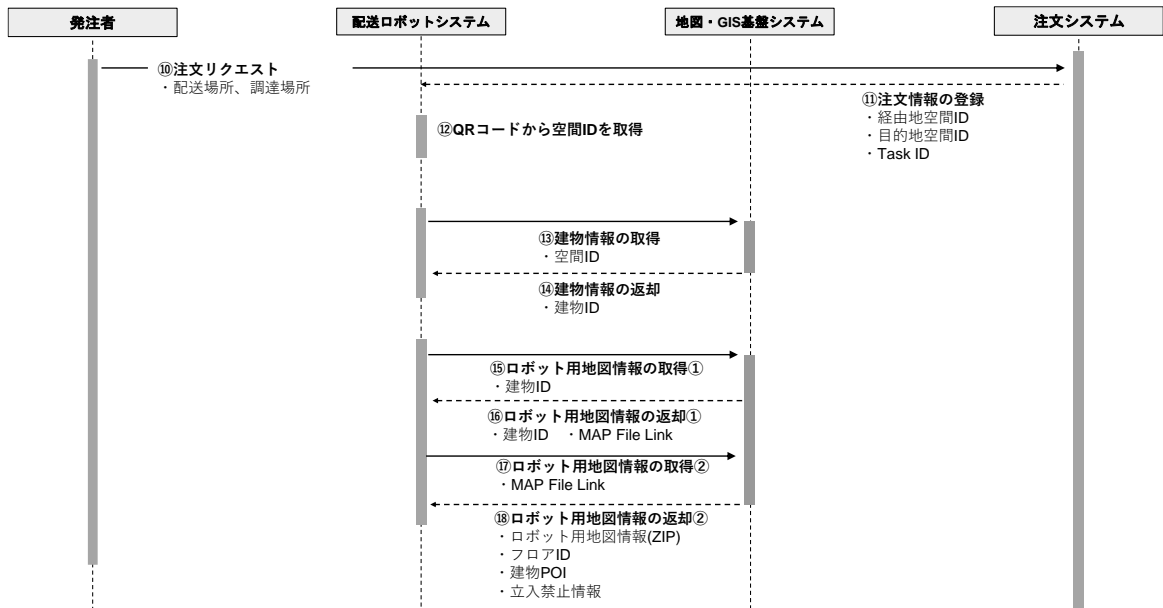 発注者
配送ロボットシステム
地図・GIS基盤システム
注文システム
⑩注文リクエスト
・配送場所、調達場所
⑪注文情報の登録
・経由地空間ID
・目的地空間ID
・Task ID
⑫QRコードから空間IDを取得
⑬建物情報の取得
・空間ID
⑭建物情報の返却
・建物ID
⑮ロボット用地図情報の取得①
・建物ID
⑯ロボット用地図情報の返却①
・建物ID ・MAP File Link
⑰ロボット用地図情報の取得②
・MAP File Link
⑱ロボット用地図情報の返却②
・ロボット用地図情報(ZIP)
・フロアID
・建物POI
・立入禁止情報